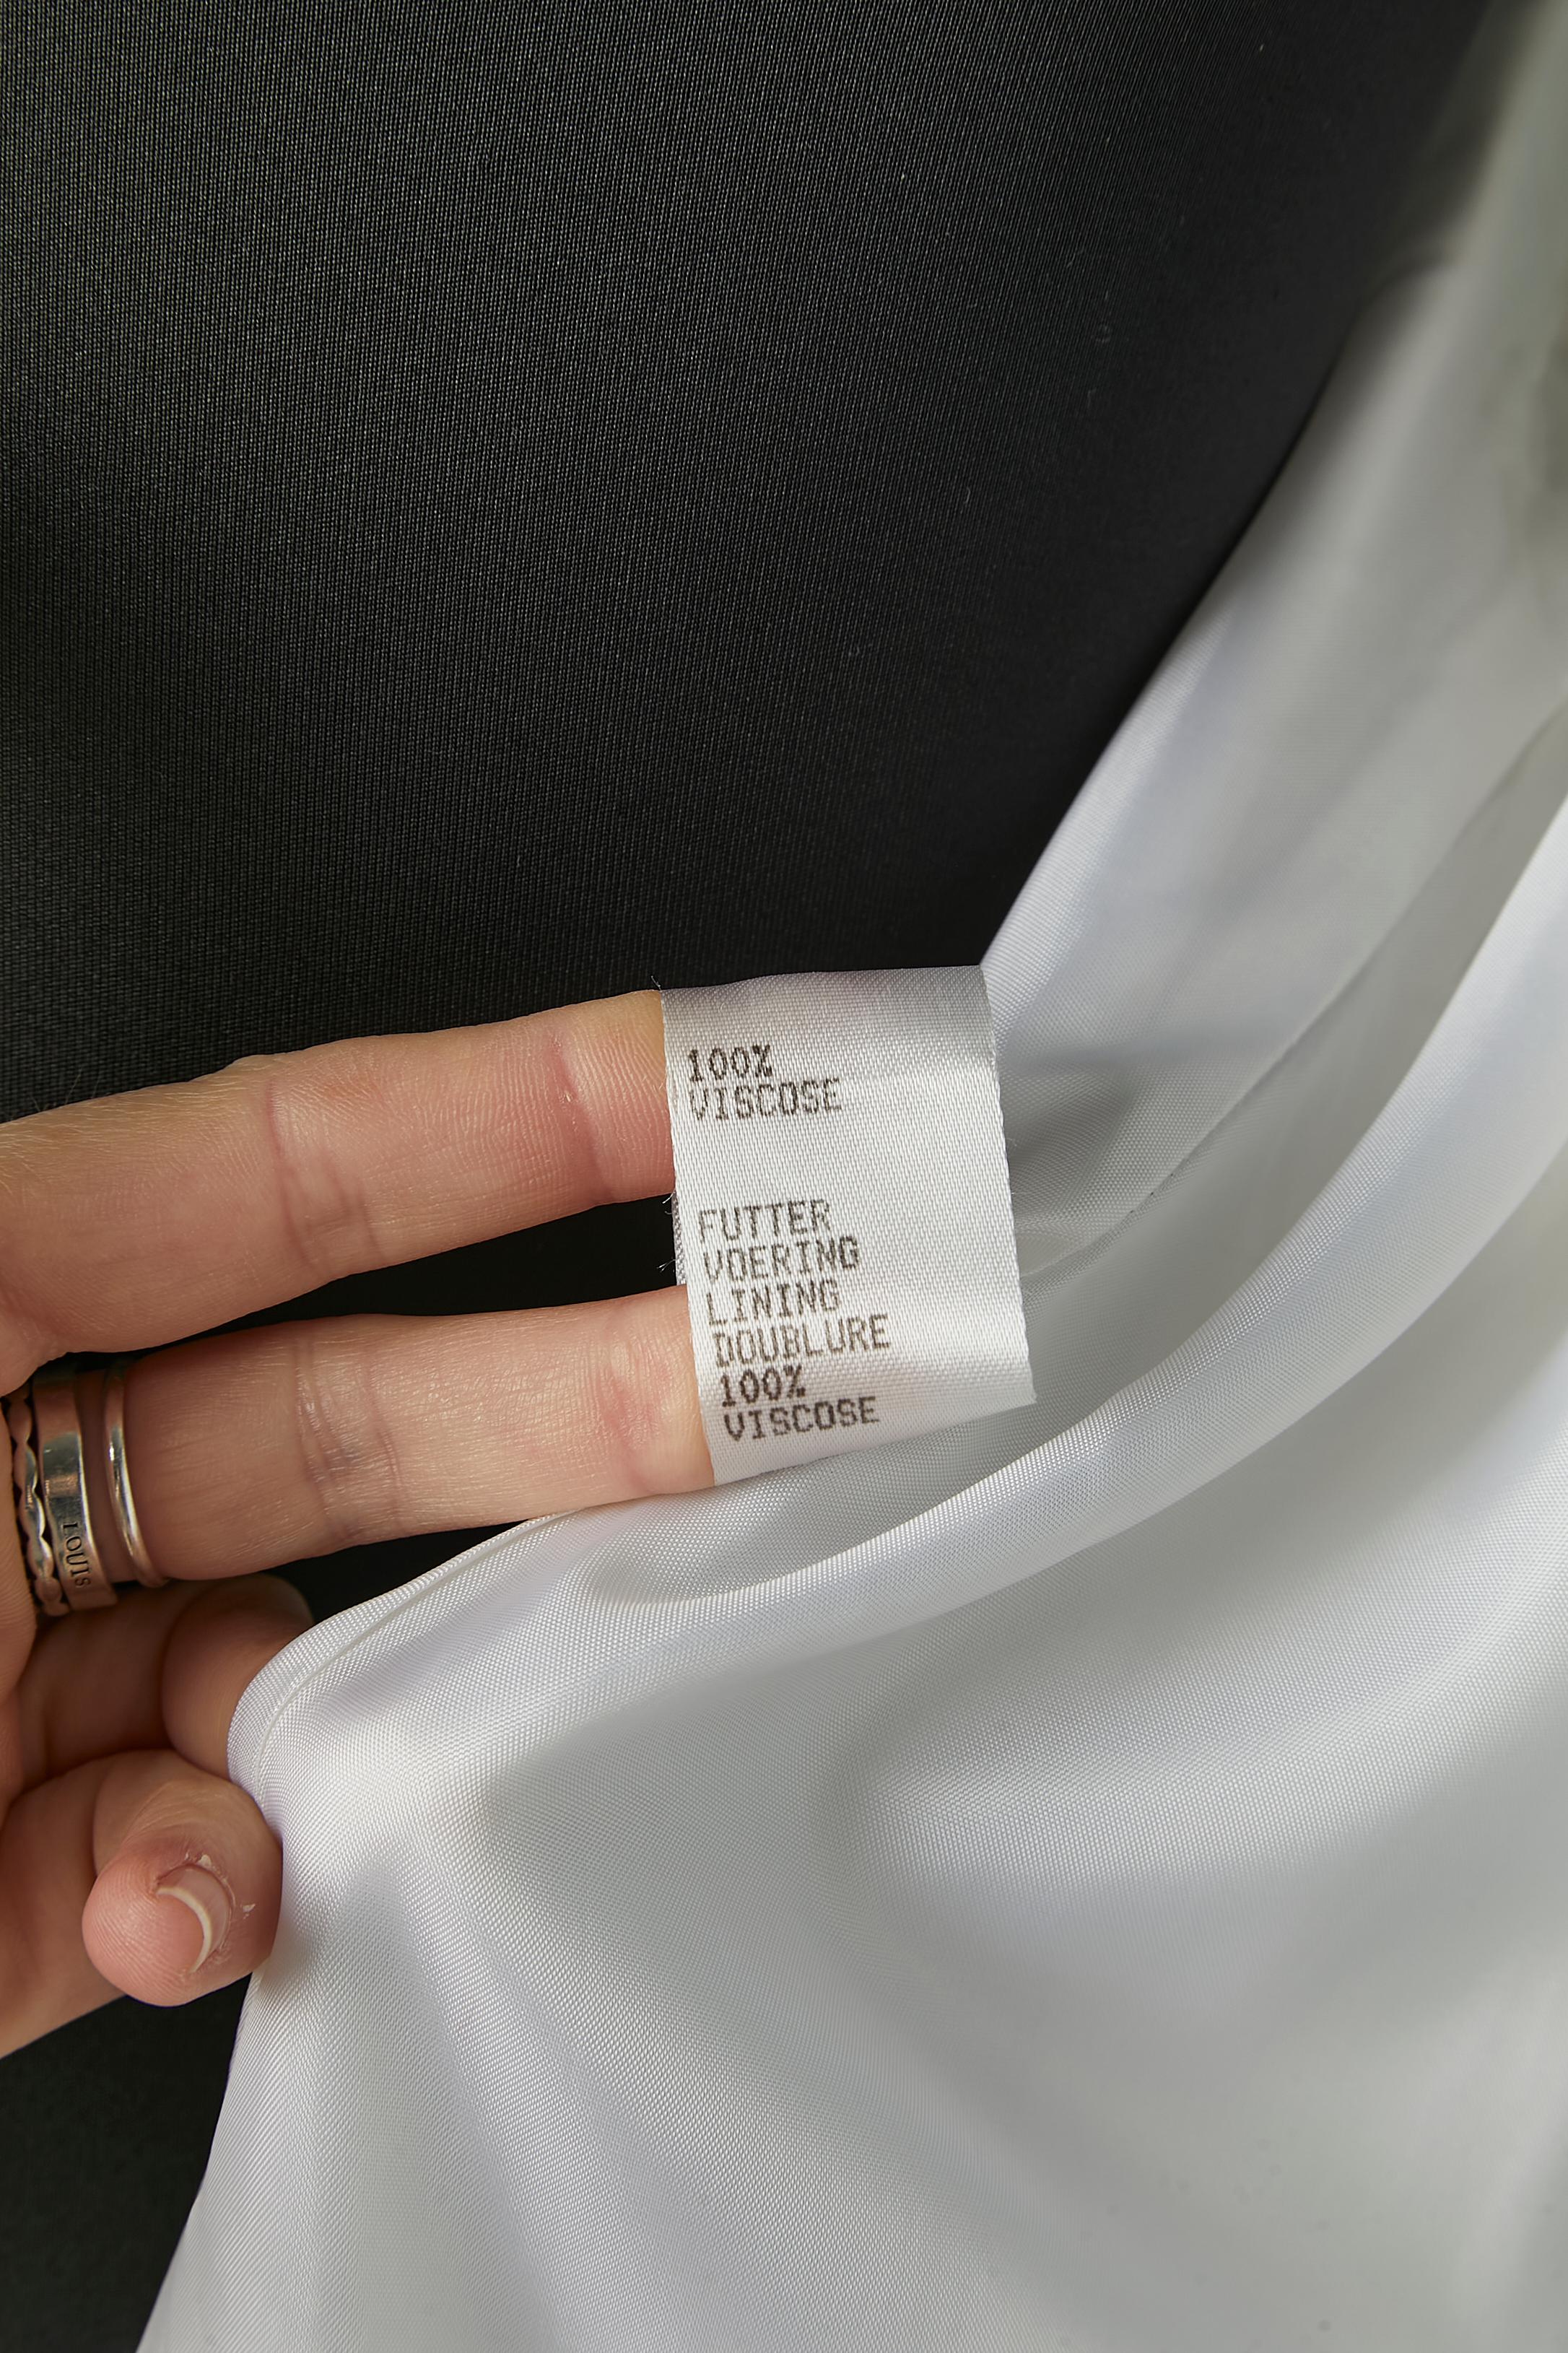 100%
VISCOSE
FUTTER
VOERING
LINING
DOUBLURE
100%
VISCOSE
LOUIS